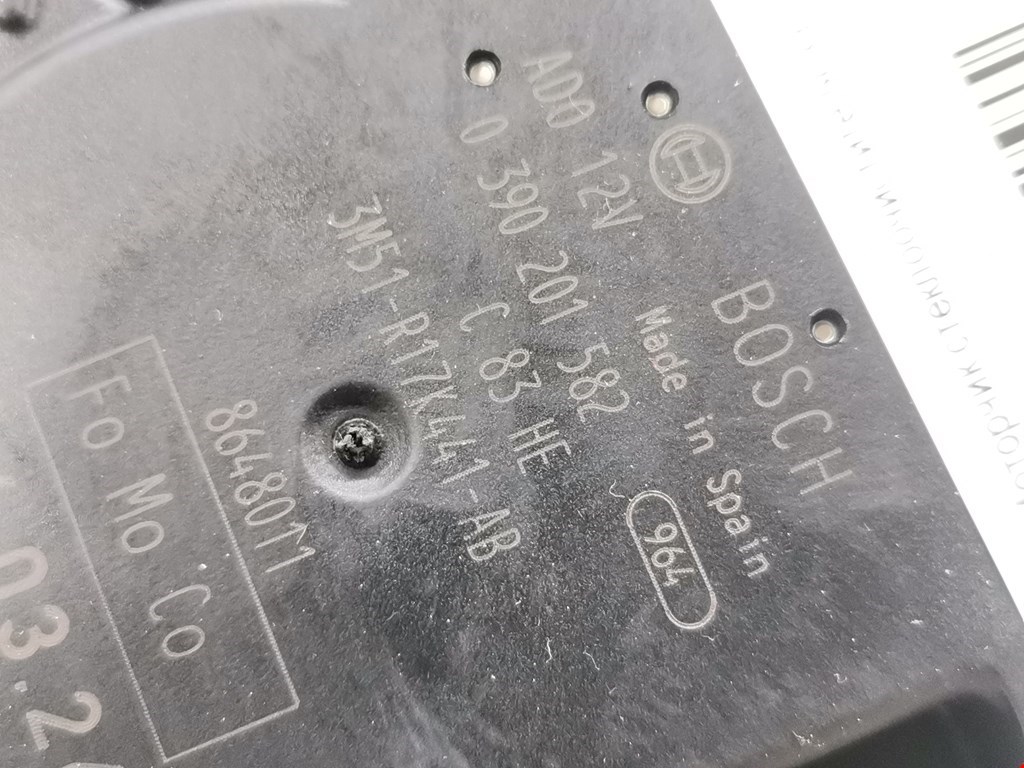 BOSCH
Made in Spain
964
A00 12V
0 390 201 582
C 83 HE
3M51-R17K441-AB
8648011
Fo Mo Co